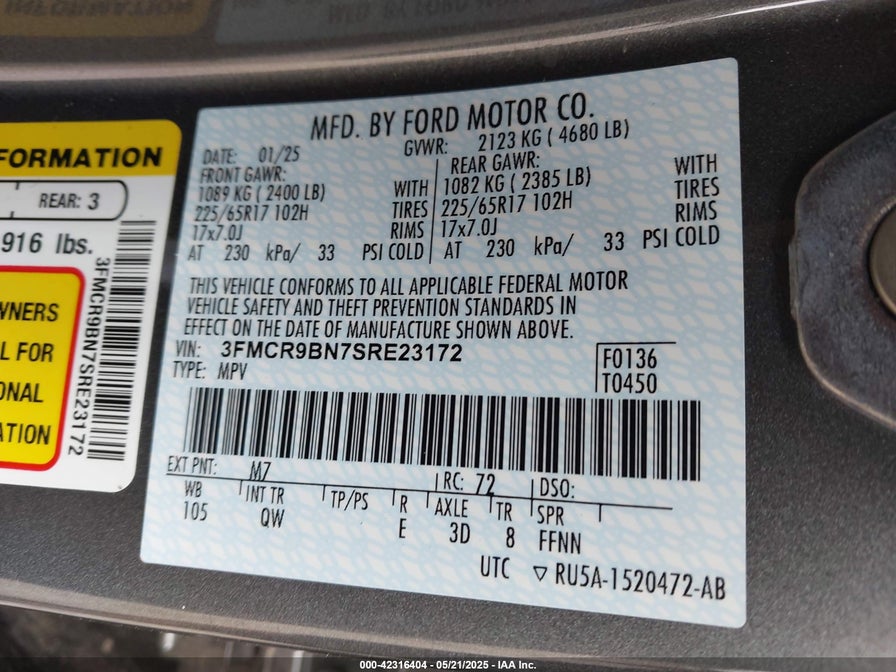 MFD. BY FORD MOTOR CO.
DATE: 01/25 GVWR: 2123 KG ( 4680 LB)
FRONT GAWR: REAR GAWR:
1089 KG ( 2400 LB) WITH 1082 KG ( 2385 LB) WITH
225/65R17 102H TIRES 225/65R17 102H TIRES
17x7.0J RIMS 17x7.0J RIMS
AT 230 kPa/ 33 PSI COLD AT 230 kPa/ 33 PSI COLD
THIS VEHICLE CONFORMS TO ALL APPLICABLE FEDERAL MOTOR
VEHICLE SAFETY AND THEFT PREVENTION STANDARDS IN
EFFECT ON THE DATE OF MANUFACTURE SHOWN ABOVE.
VIN: 3FMCR9BN7SRE23172
TYPE: MPV
F0136
T0450
EXT PNT: M7 RC: 72 DSO:
WB INT TR TP/PS R AXLE TR SPR
105 QW E 3D 8 FFNN
UTC ▽ RU5A-1520472-AB
FORMATION
REAR: 3
916 lbs.
3FMCR9BN7SRE23172
WNERS
L FOR
ONAL
ATION
000-42316404 / 05/21/2025 - IAA Inc.